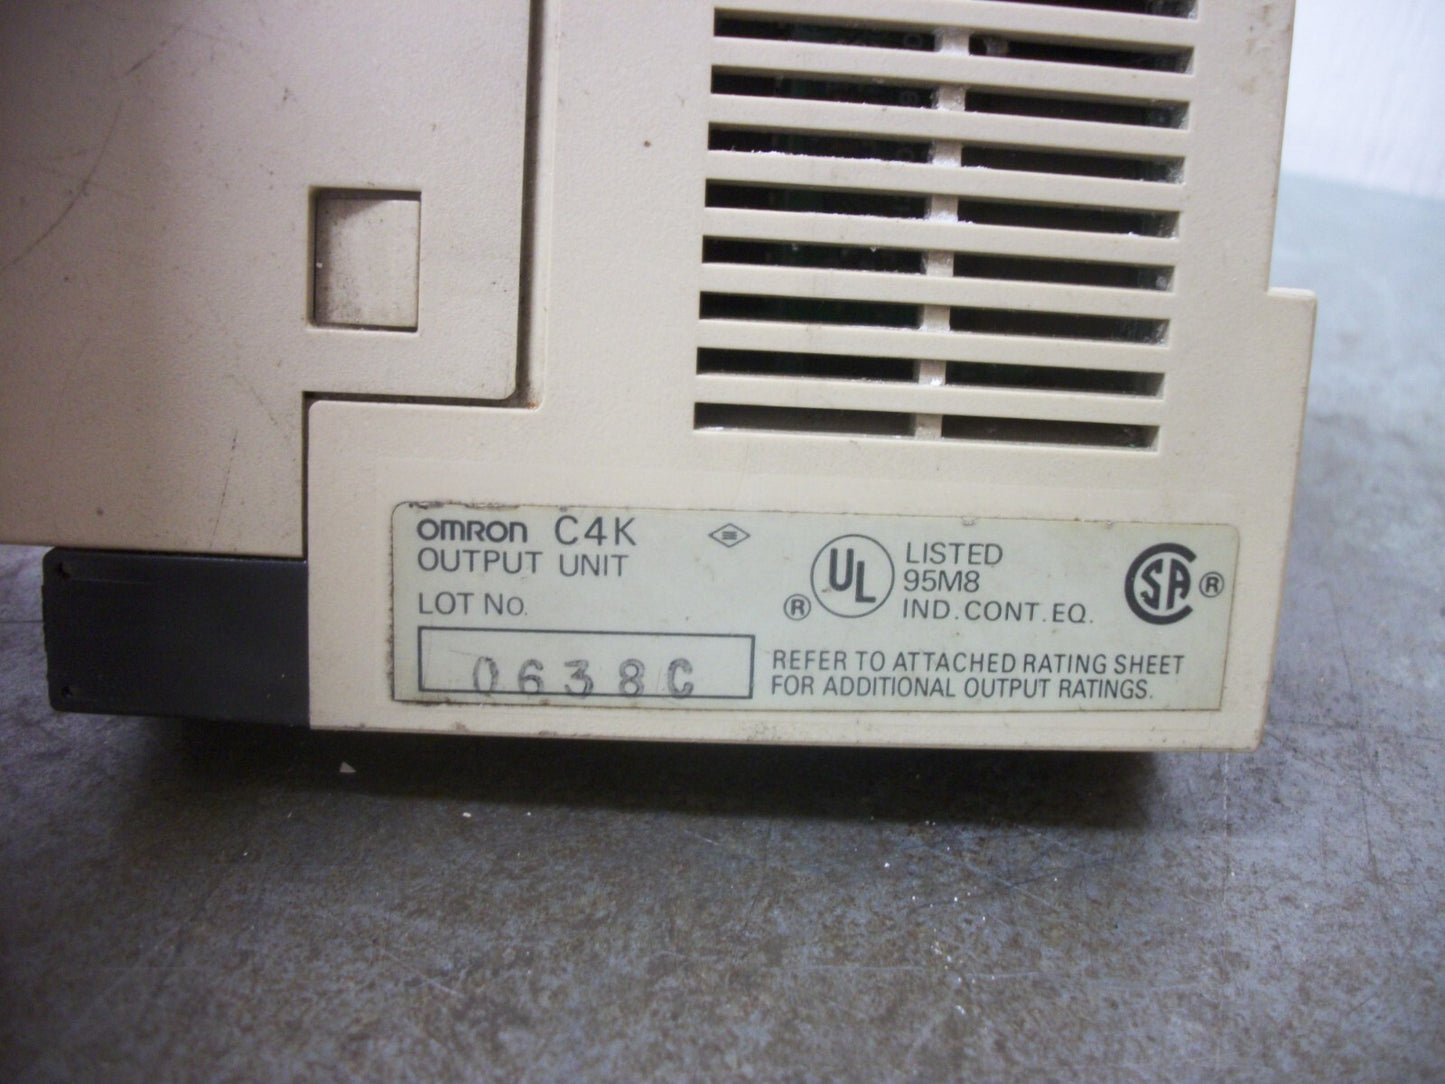 OMRON C4K
OUTPUT UNIT
LOT No.
0638C
® UL LISTED
95M8
IND. CONT. EQ.
CSA ®
REFER TO ATTACHED RATING SHEET
FOR ADDITIONAL OUTPUT RATINGS.